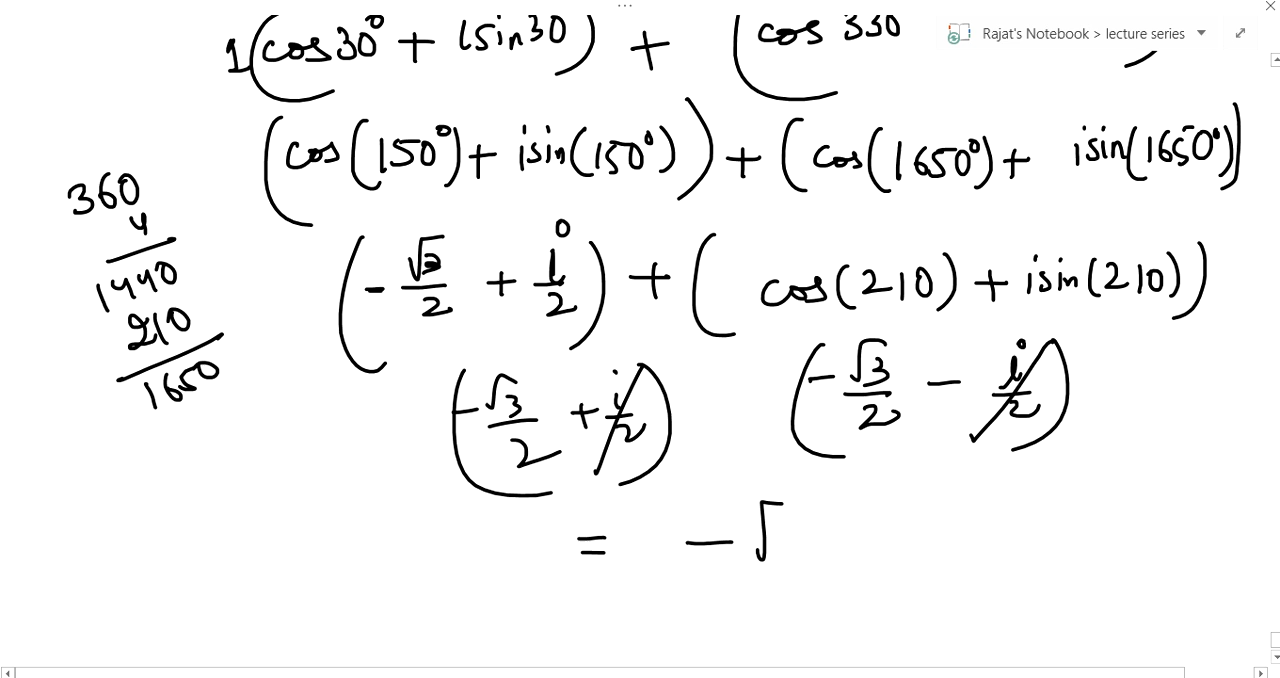 Rajat's Notebook > lecture series
1(cos30° + isin30) + (cos 330
(cos(150°) + isin(150°)) + (cos(1650°) + isin(1650°))
360
4
1440
210
1650
(-√3/2 + i/2) + (cos(210) + isin(210))
(-√3/2 + i/2) (-√3/2 - i/2)
= -√